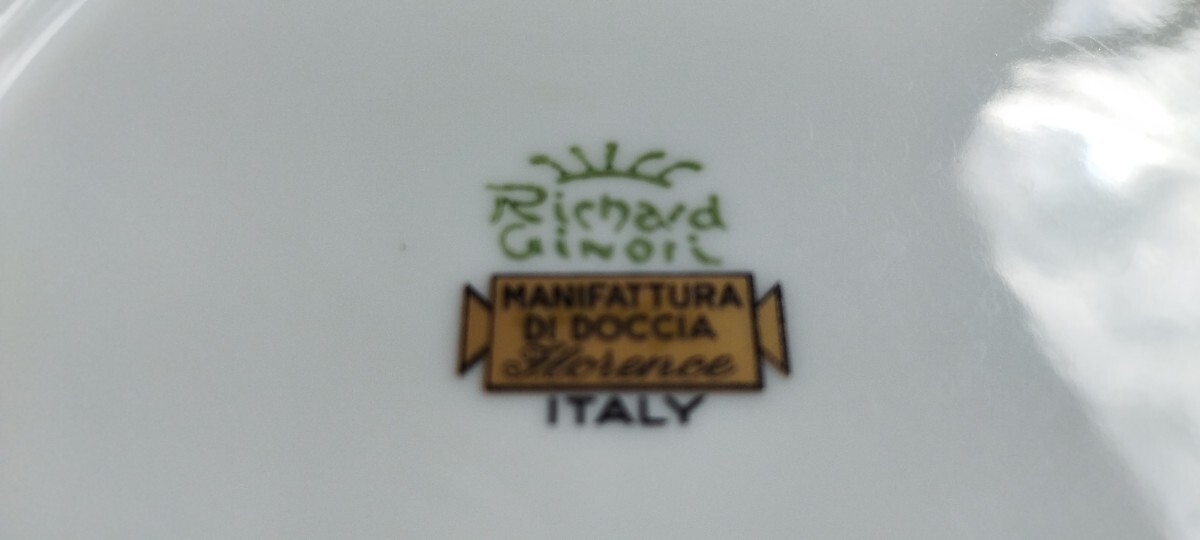 Richard
Ginori
MANIFATTURA
DI DOCCIA
Florence
ITALY